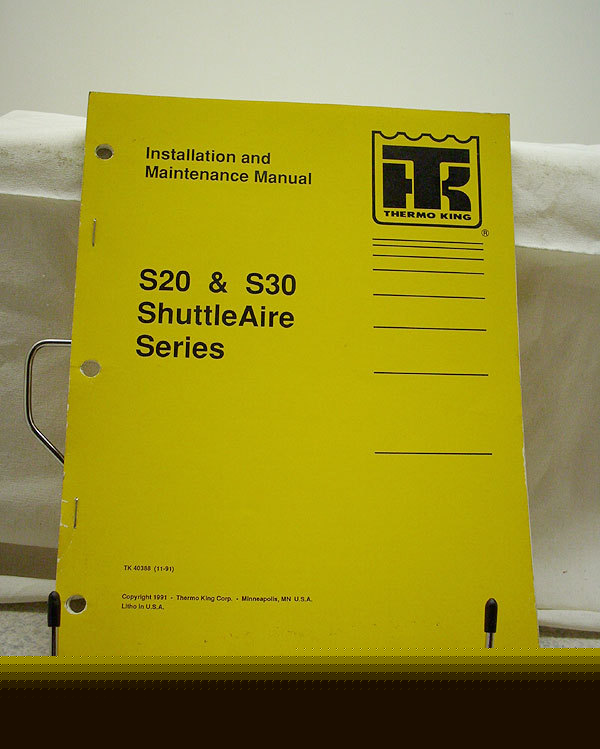 Installation and
Maintenance Manual
THERMO KING
®
S20 & S30
ShuttleAire
Series
TK 40388 (11-91)
Copyright 1991 - Thermo King Corp. - Minneapolis, MN U.S.A.
Litho in U.S.A.